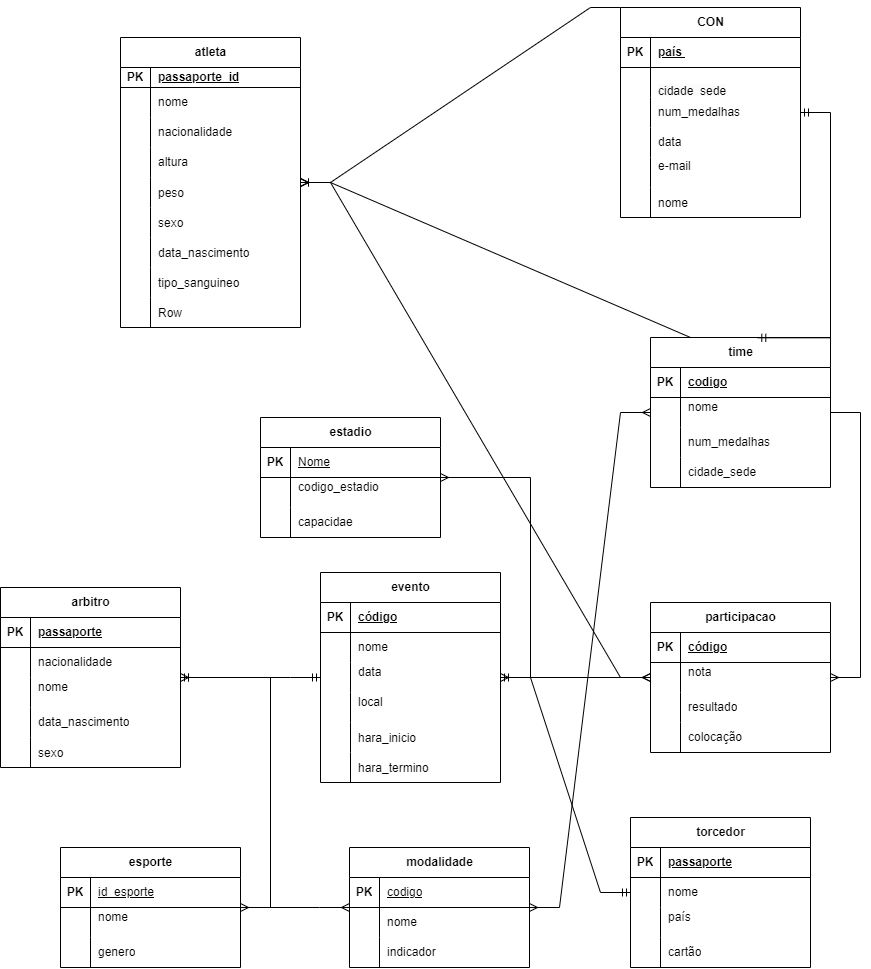 CON
PK país
cidade_sede
num_medalhas
data
e-mail
nome
atleta
PK passaporte_id
nome
nacionalidade
altura
peso
sexo
data_nascimento
tipo_sanguineo
Row
time
PK codigo
nome
num_medalhas
cidade_sede
estadio
PK Nome
codigo_estadio
capacidae
evento
PK código
nome
data
local
hara_inicio
hara_termino
arbitro
PK passaporte
nacionalidade
nome
data_nascimento
sexo
participacao
PK código
nota
resultado
colocação
torcedor
PK passaporte
nome
país
cartão
esporte
PK id_esporte
nome
genero
modalidade
PK codigo
nome
indicador